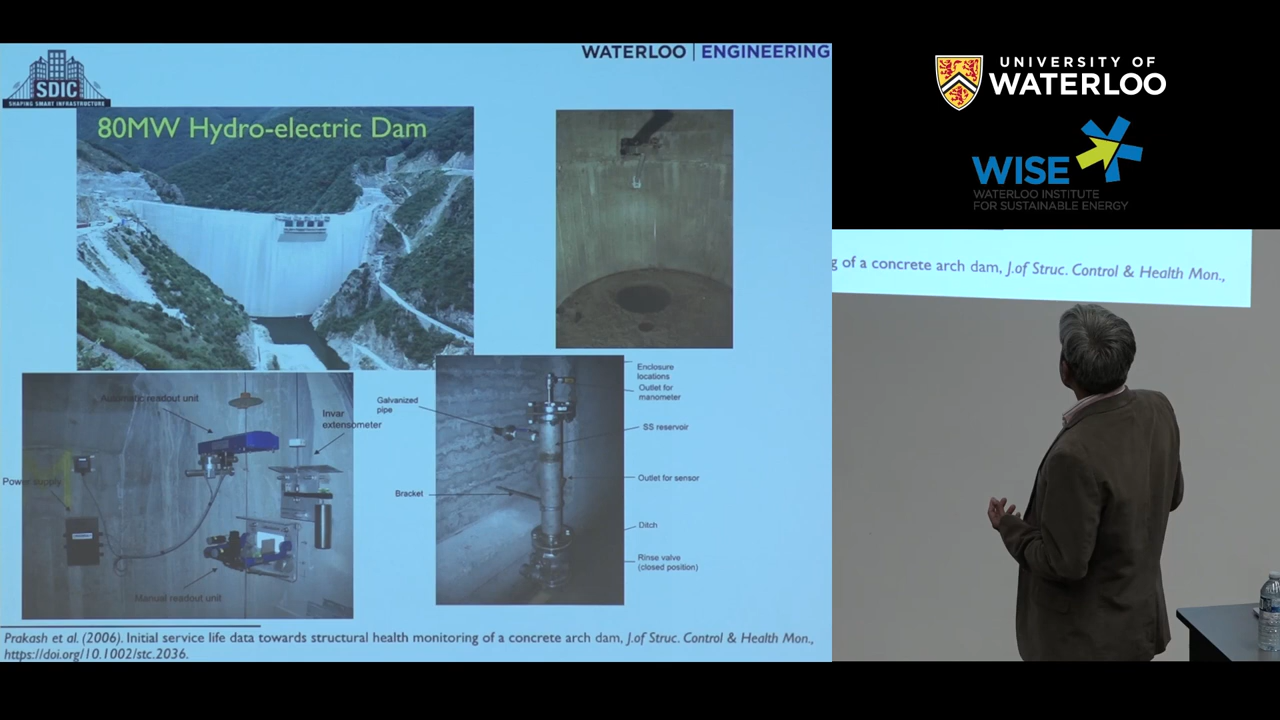 SDIC
SHAPING SMART INFRASTRUCTURE
WATERLOO | ENGINEERING
80MW Hydro-electric Dam
Automatic readout unit
Invar
extensometer
Power supply
Manual readout unit
Galvanized
pipe
Bracket
Enclosure
locations
Outlet for
manometer
SS reservoir
Outlet for sensor
Ditch
Rinse valve
(closed position)
Prakash et al. (2006). Initial service life data towards structural health monitoring of a concrete arch dam, J.of Struc. Control & Health Mon.,
https://doi.org/10.1002/stc.2036.
UNIVERSITY OF
WATERLOO
WISE
WATERLOO INSTITUTE
FOR SUSTAINABLE ENERGY
g of a concrete arch dam, J.of Struc. Control & Health Mon.,